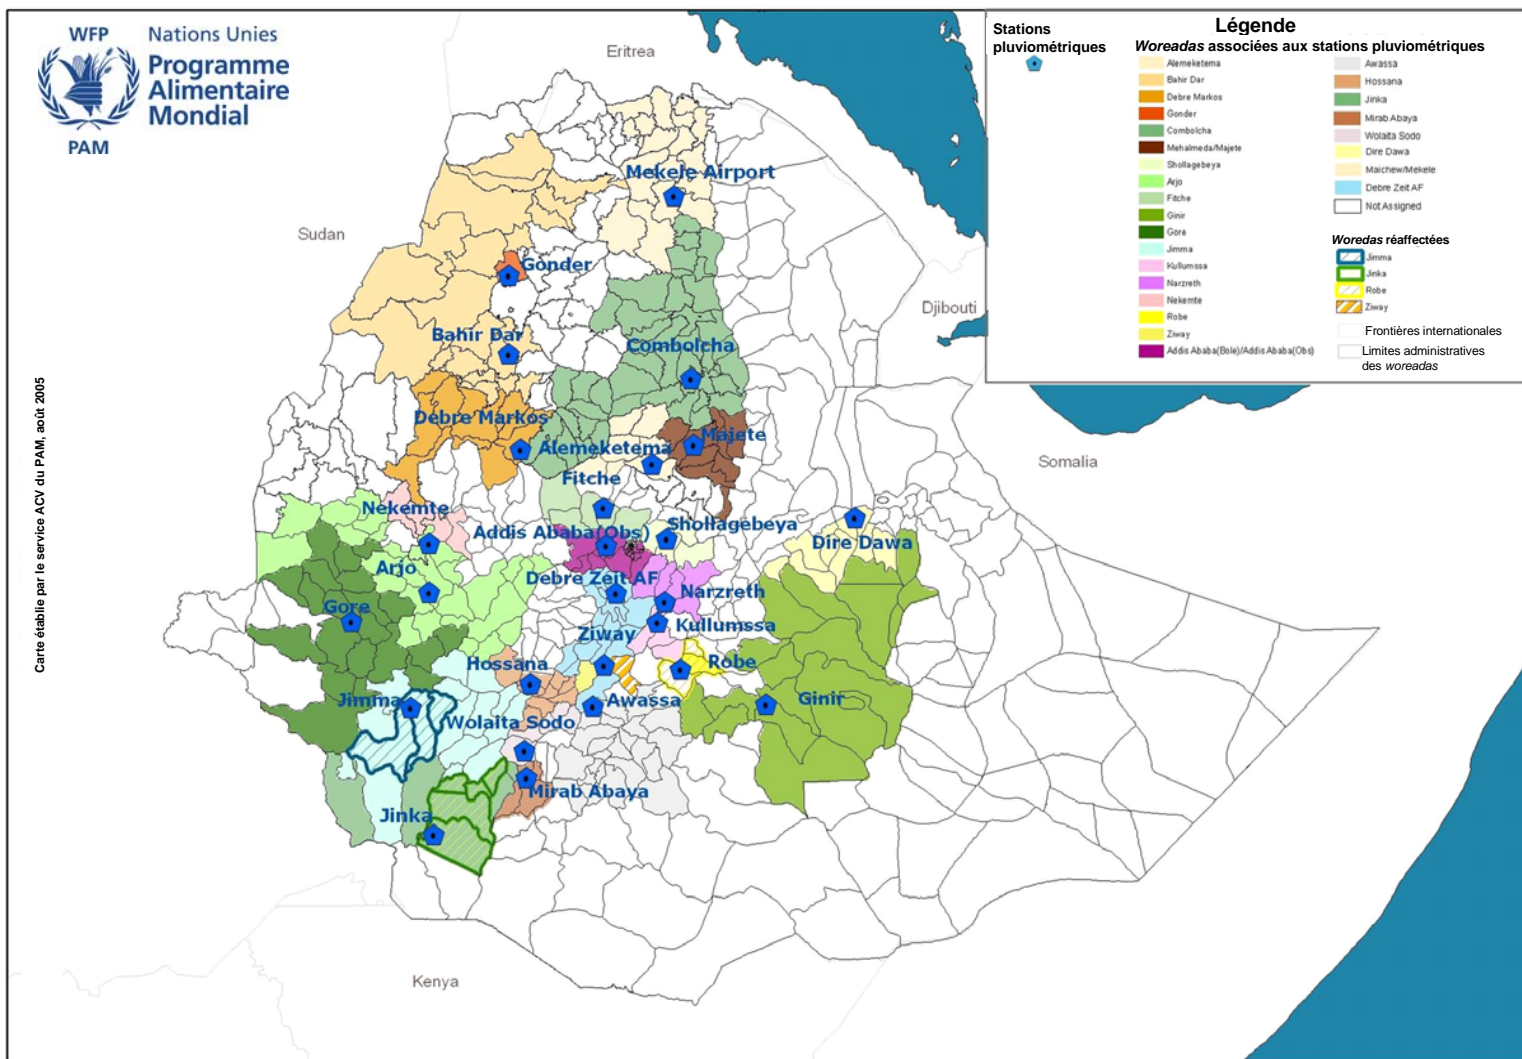 WFP
Nations Unies
Programme
Alimentaire
Mondial
PAM
Carte établie par le service ACV du PAM, août 2005
Légende
Stations
pluviométriques
Woreadas associées aux stations pluviométriques
Alemeketema
Bahir Dar
Debre Markos
Gonder
Combolcha
Mehalmeda/Majete
Shollagebeya
Arjo
Fitche
Ginir
Gore
Jimma
Kullumssa
Narzreth
Nekemte
Robe
Ziway
Addis Ababa(Bole)/Addis Ababa(Obs)
Awassa
Hossana
Jinka
Mirab Abaya
Wolaita Sodo
Dire Dawa
Maichew/Mekele
Debre Zeit AF
Not Assigned
Woredas réaffectées
Jimma
Jinka
Robe
Ziway
Frontières internationales
Limites administratives
des woreadas
Eritrea
Sudan
Djibouti
Somalia
Kenya
Mekele Airport
Gonder
Bahir Dar
Combolcha
Debre Markos
Majete
Alemeketema
Fitche
Nekemte
Addis Ababa(Obs)
Shollagebeya
Dire Dawa
Arjo
Debre Zeit AF
Narzreth
Gore
Kullumssa
Ziway
Hossana
Robe
Jimma
Awassa
Ginir
Wolaita Sodo
Mirab Abaya
Jinka